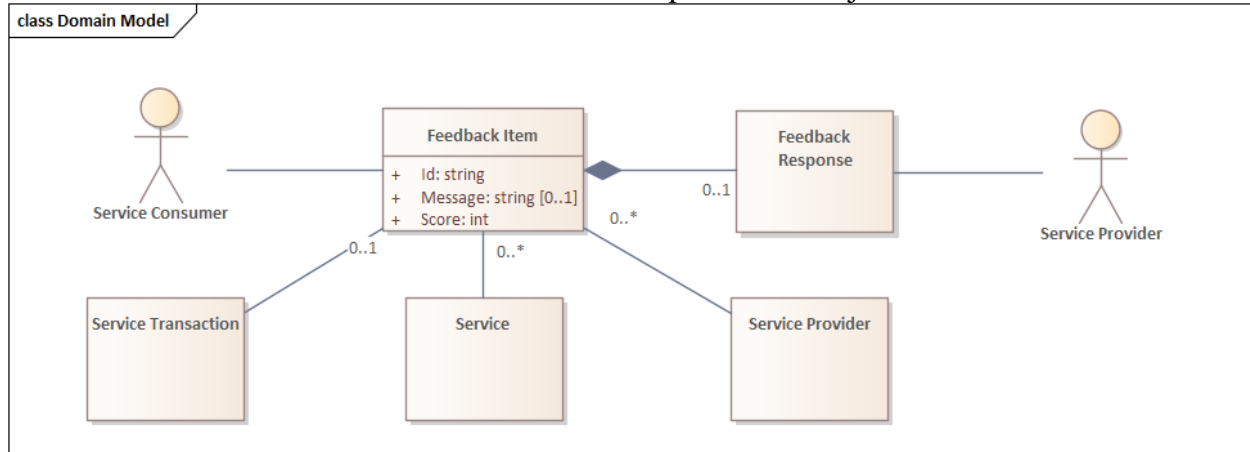 class Domain Model
Feedback Item
+ Id: string
+ Message: string [0..1]
+ Score: int
Feedback
Response
Service Consumer
Service Provider
0..1
0..*
0..1
0..*
Service Transaction
Service
Service Provider